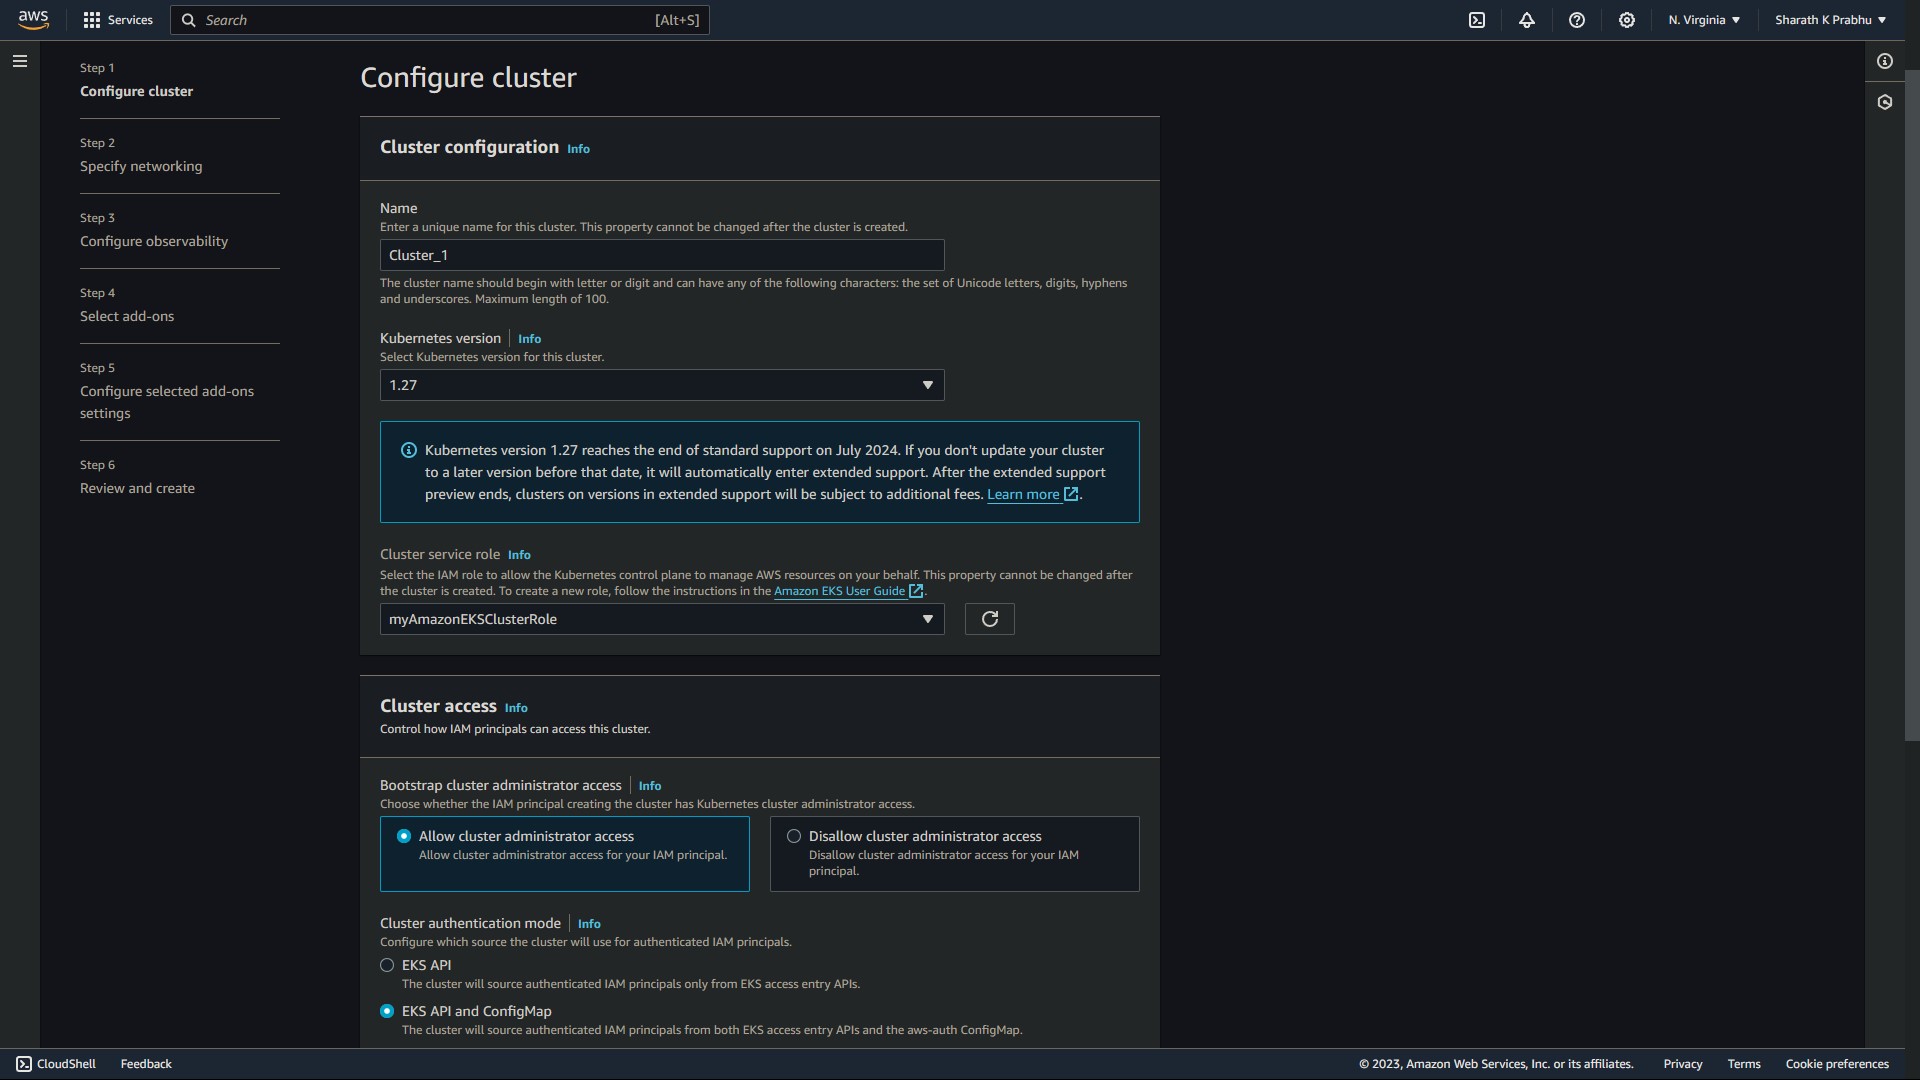 aws
Services
Search
[Alt+S]
N. Virginia
Sharath K Prabhu
Step 1
Configure cluster
Step 2
Specify networking
Step 3
Configure observability
Step 4
Select add-ons
Step 5
Configure selected add-ons
settings
Step 6
Review and create
Configure cluster
Cluster configuration Info
Name
Enter a unique name for this cluster. This property cannot be changed after the cluster is created.
Cluster_1
The cluster name should begin with letter or digit and can have any of the following characters: the set of Unicode letters, digits, hyphens
and underscores. Maximum length of 100.
Kubernetes version Info
Select Kubernetes version for this cluster.
1.27
Kubernetes version 1.27 reaches the end of standard support on July 2024. If you don't update your cluster
to a later version before that date, it will automatically enter extended support. After the extended support
preview ends, clusters on versions in extended support will be subject to additional fees. Learn more.
Cluster service role Info
Select the IAM role to allow the Kubernetes control plane to manage AWS resources on your behalf. This property cannot be changed after
the cluster is created. To create a new role, follow the instructions in the Amazon EKS User Guide.
myAmazonEKSClusterRole
Cluster access Info
Control how IAM principals can access this cluster.
Bootstrap cluster administrator access Info
Choose whether the IAM principal creating the cluster has Kubernetes cluster administrator access.
Allow cluster administrator access
Allow cluster administrator access for your IAM principal.
Disallow cluster administrator access
Disallow cluster administrator access for your IAM
principal.
Cluster authentication mode Info
Configure which source the cluster will use for authenticated IAM principals.
EKS API
The cluster will source authenticated IAM principals only from EKS access entry APIs.
EKS API and ConfigMap
The cluster will source authenticated IAM principals from both EKS access entry APIs and the aws-auth ConfigMap.
CloudShell
Feedback
© 2023, Amazon Web Services, Inc. or its affiliates.
Privacy
Terms
Cookie preferences